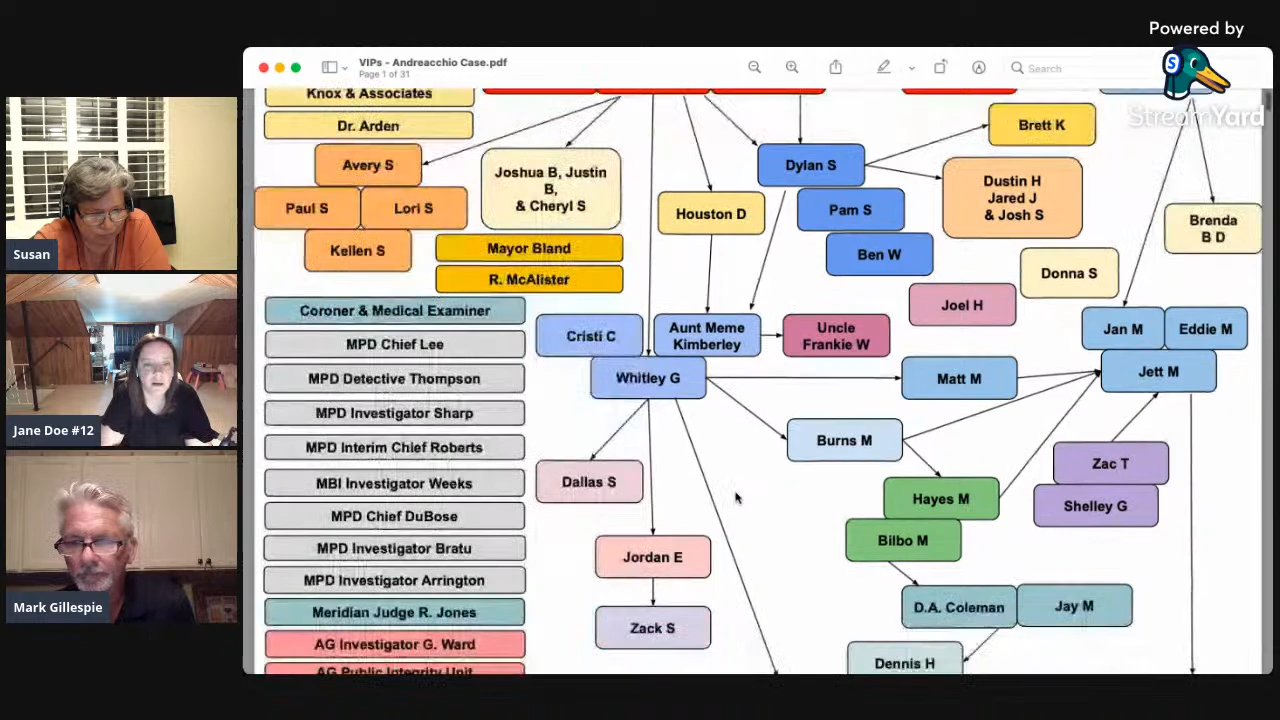 Powered by
StreamYard
VIPs - Andreacchio Case.pdf
Page 1 of 31
Search
Knox & Associates
Dr. Arden
Avery S
Paul S
Lori S
Kellen S
Joshua B, Justin
B,
& Cheryl S
Mayor Bland
R. McAlister
Houston D
Dylan S
Pam S
Ben W
Brett K
Dustin H
Jared J
& Josh S
Donna S
Brenda
B D
Joel H
Coroner & Medical Examiner
MPD Chief Lee
MPD Detective Thompson
MPD Investigator Sharp
MPD Interim Chief Roberts
MBI Investigator Weeks
MPD Chief DuBose
MPD Investigator Bratu
MPD Investigator Arrington
Meridian Judge R. Jones
AG Investigator G. Ward
AG Public Integrity Unit
Cristi C
Aunt Meme
Kimberley
Uncle
Frankie W
Whitley G
Matt M
Jan M
Eddie M
Jett M
Burns M
Dallas S
Hayes M
Bilbo M
Zac T
Shelley G
Jordan E
Zack S
D.A. Coleman
Jay M
Dennis H
Susan
Jane Doe #12
Mark Gillespie